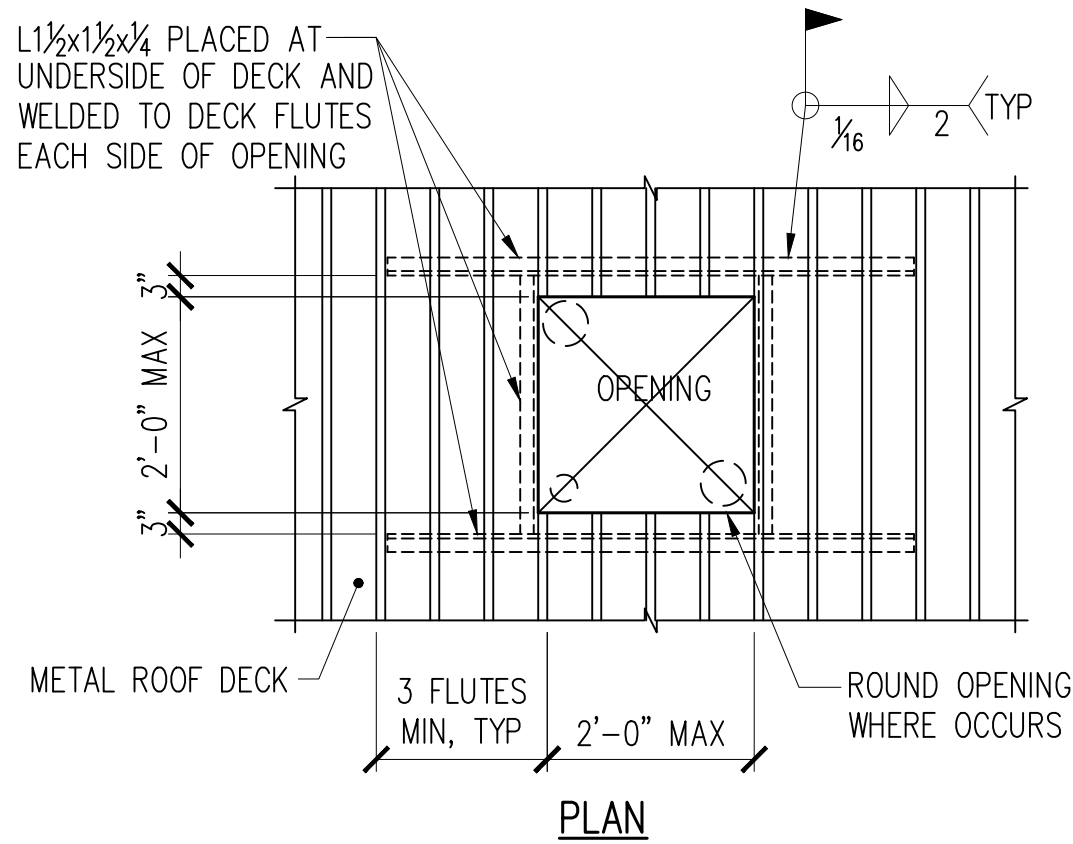 L1½x1½x¼ PLACED AT
UNDERSIDE OF DECK AND
WELDED TO DECK FLUTES
EACH SIDE OF OPENING
1/16
2
TYP
3"
2'-0" MAX
3"
OPENING
METAL ROOF DECK
3 FLUTES
MIN, TYP
2'-0" MAX
ROUND OPENING
WHERE OCCURS
PLAN